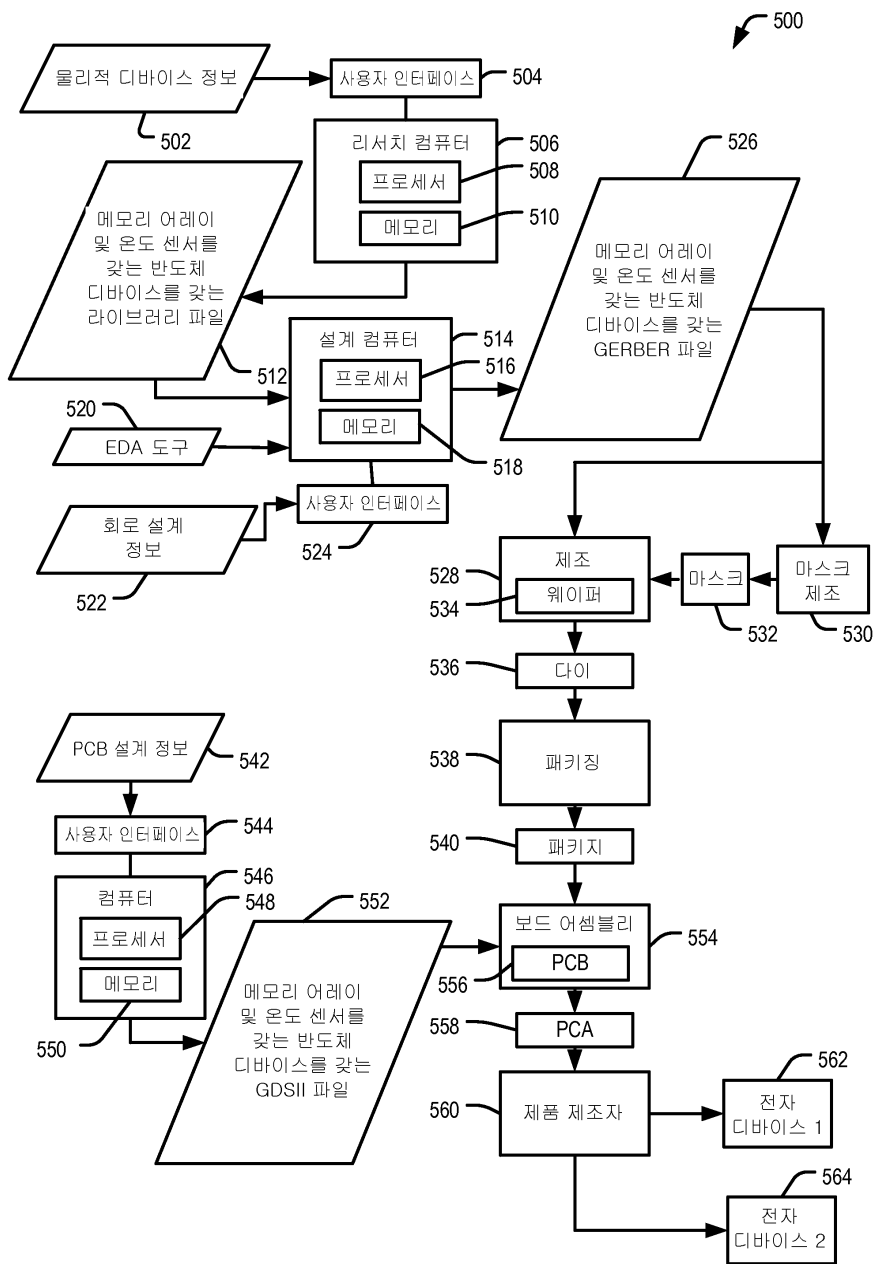 500
물리적 디바이스 정보
502
사용자 인터페이스
504
리서치 컴퓨터
506
프로세서
508
메모리
510
메모리 어레이
및 온도 센서를
갖는 반도체
디바이스를 갖는
라이브러리 파일
512
설계 컴퓨터
514
프로세서
516
메모리
518
520
EDA 도구
회로 설계
정보
522
사용자 인터페이스
524
526
메모리 어레이
및 온도 센서를
갖는 반도체
디바이스를 갖는
GERBER 파일
제조
528
웨이퍼
534
마스크
532
마스크
제조
530
536
다이
538
패키징
540
패키지
PCB 설계 정보
542
사용자 인터페이스
544
컴퓨터
546
프로세서
548
메모리
550
552
메모리 어레이
및 온도 센서를
갖는 반도체
디바이스를 갖는
GDSII 파일
보드 어셈블리
554
556
PCB
558
PCA
560
제품 제조자
562
전자
디바이스 1
564
전자
디바이스 2